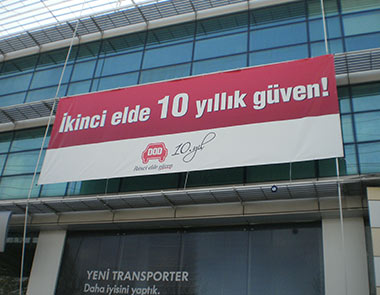 İkinci elde 10 yıllık güven!
DOD
10.yıl
İkinci elde güven
YENİ TRANSPORTER
Daha iyisini yaptık.